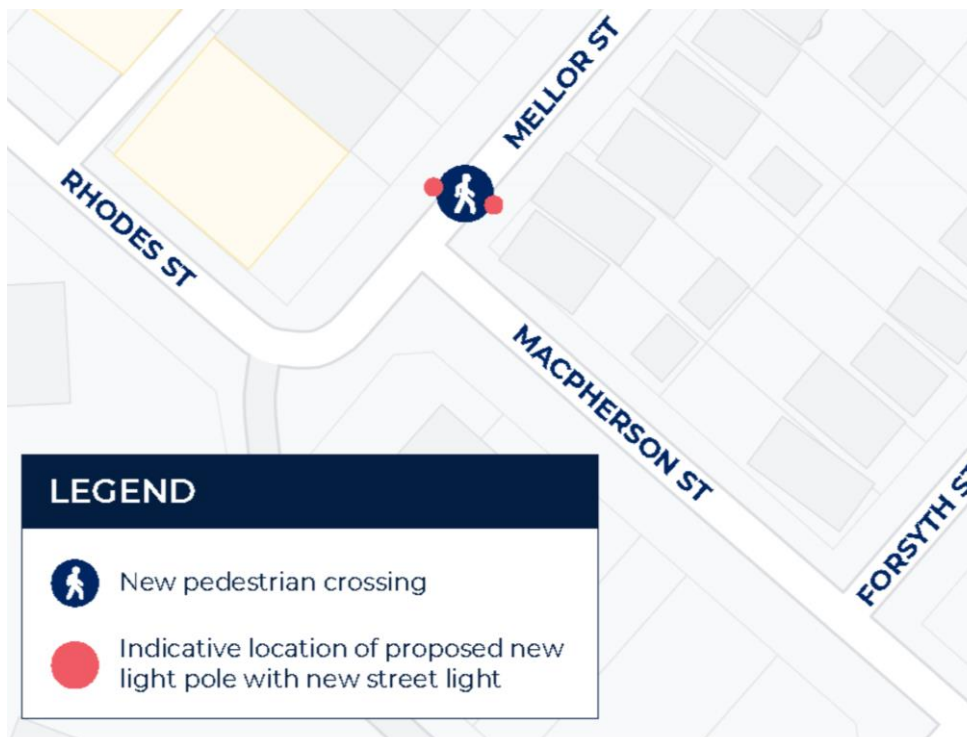 MELLOR ST
RHODES ST
MACPHERSON ST
FORSYTH ST
LEGEND
New pedestrian crossing
Indicative location of proposed new
light pole with new street light